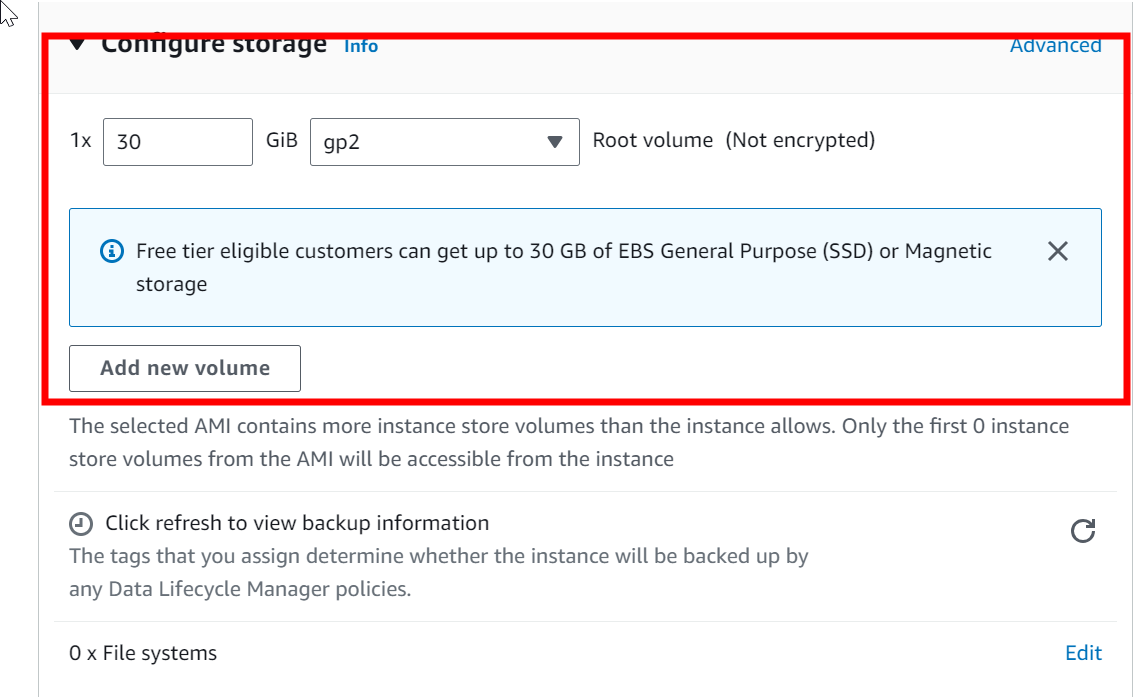 Configure storage Info Advanced
1x 30 GiB gp2 Root volume (Not encrypted)
Free tier eligible customers can get up to 30 GB of EBS General Purpose (SSD) or Magnetic
storage
Add new volume
The selected AMI contains more instance store volumes than the instance allows. Only the first 0 instance
store volumes from the AMI will be accessible from the instance
Click refresh to view backup information
The tags that you assign determine whether the instance will be backed up by
any Data Lifecycle Manager policies.
0 x File systems Edit